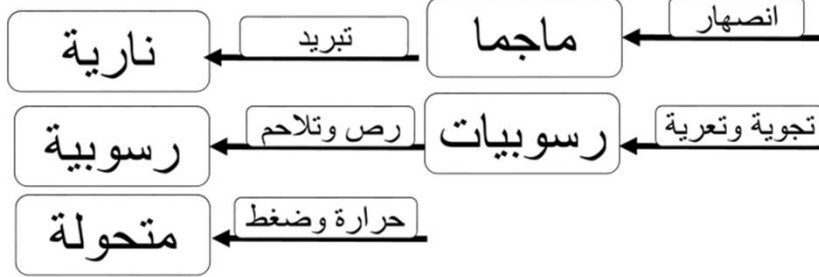 انصهار
ماجما
تبريد
نارية
تجوية وتعرية
رسوبيات
رص وتلاحم
رسوبية
حرارة وضغط
متحولة